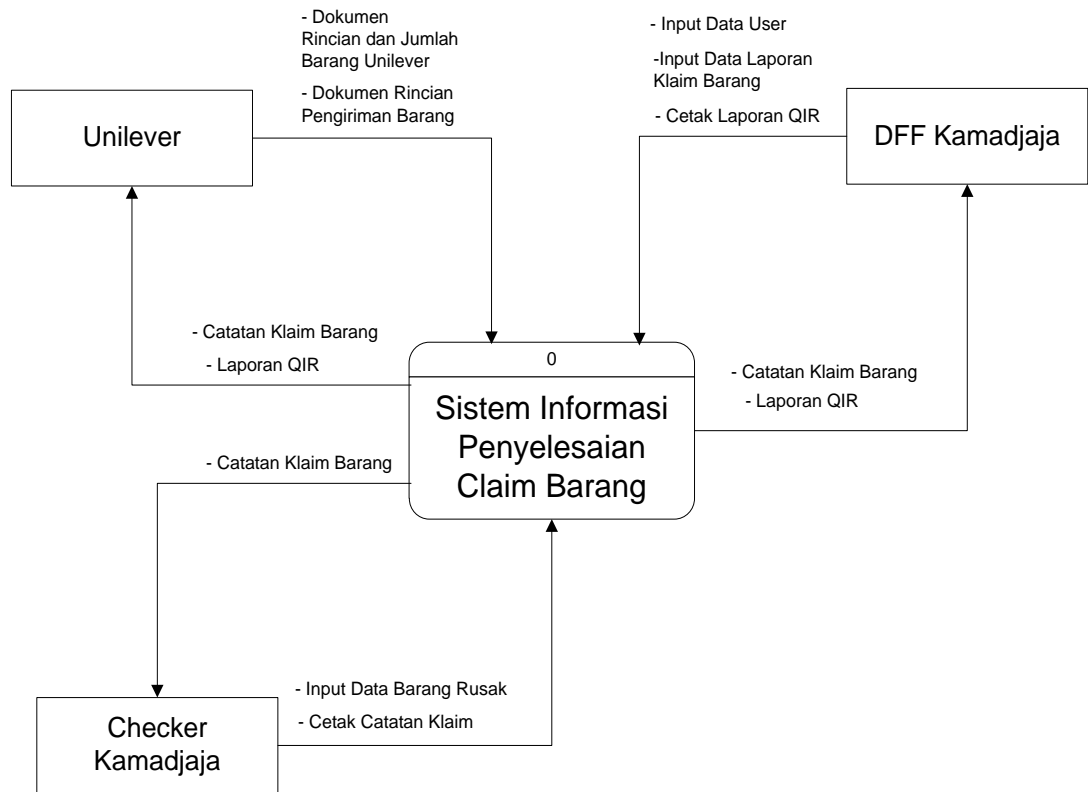 - Dokumen
Rincian dan Jumlah
Barang Unilever
- Dokumen Rincian
Pengiriman Barang
- Input Data User
-Input Data Laporan
Klaim Barang
- Cetak Laporan QIR
Unilever
DFF Kamadjaja
- Catatan Klaim Barang
- Laporan QIR
0
Sistem Informasi
Penyelesaian
Claim Barang
- Catatan Klaim Barang
- Laporan QIR
- Catatan Klaim Barang
- Input Data Barang Rusak
- Cetak Catatan Klaim
Checker
Kamadjaja